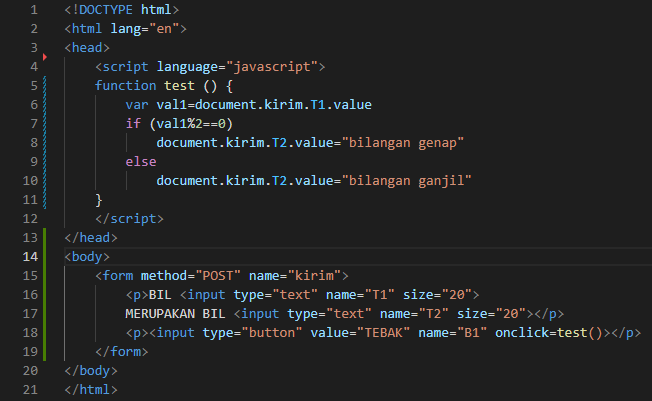 1 <!DOCTYPE html>
2 <html lang="en">
3 <head>
4     <script language="javascript">
5     function test () {
6         var val1=document.kirim.T1.value
7         if (val1%2==0)
8             document.kirim.T2.value="bilangan genap"
9         else
10             document.kirim.T2.value="bilangan ganjil"
11     }
12     </script>
13 </head>
14 <body>
15     <form method="POST" name="kirim">
16         <p>BIL <input type="text" name="T1" size="20">
17         MERUPAKAN BIL <input type="text" name="T2" size="20"></p>
18         <p><input type="button" value="TEBAK" name="B1" onclick=test()></p>
19     </form>
20 </body>
21 </html>